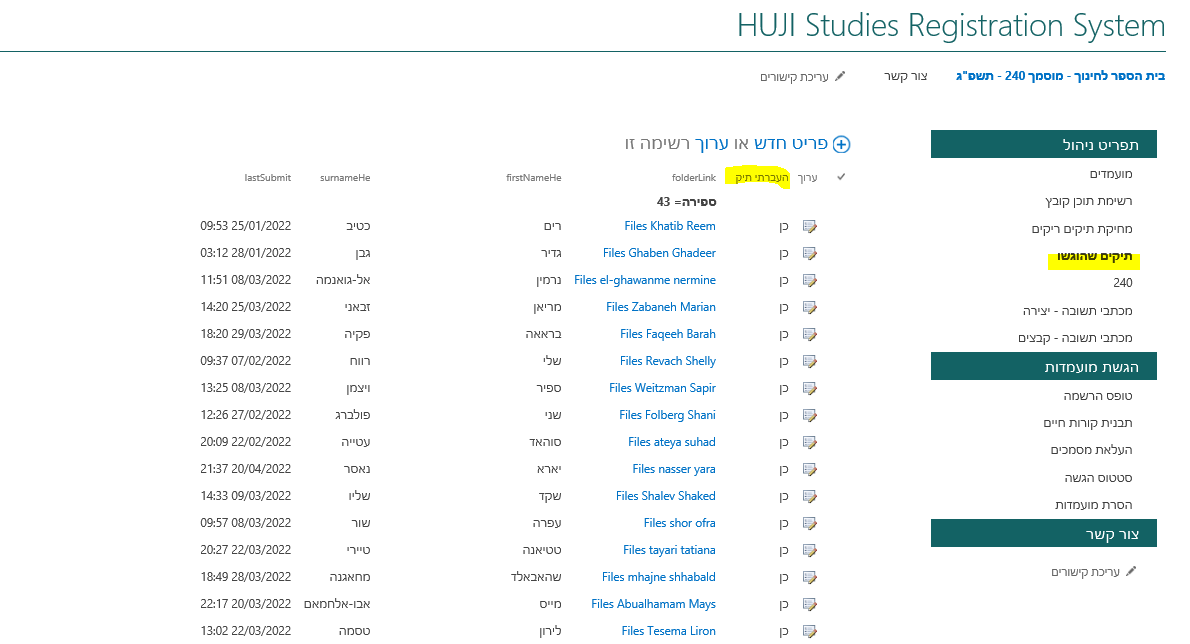 HUJI Studies Registration System
בית הספר לחינוך - מוסמך 240 - תשפ"ג צור קשר עריכת קישורים
תפריט ניהול
מועמדים
רשימת תוכן קובץ
מחיקת תיקים ריקים
תיקים שהוגשו
240
מכתבי תשובה - יצירה
מכתבי תשובה - קבצים
הגשת מועמדות
טופס הרשמה
תבנית קורות חיים
העלאת מסמכים
סטטוס הגשה
הסרת מועמדות
צור קשר
עריכת קישורים
פריט חדש או ערוך רשימה זו
ערוך העברתי תיק folderLink firstNameHe surnameHe lastSubmit
ספירה= 43
כן Files Khatib Reem רים כטיב 25/01/2022 09:53
כן Files Ghaben Ghadeer גדיר גבן 28/01/2022 03:12
כן Files el-ghawanme nermine נרמין אל-גואנמה 08/03/2022 11:51
כן Files Zabaneh Marian מריאן זבאני 25/03/2022 14:20
כן Files Faqeeh Barah בראאה פקיה 29/03/2022 18:20
כן Files Revach Shelly שלי רווח 07/02/2022 09:37
כן Files Weitzman Sapir ספיר ויצמן 08/03/2022 13:25
כן Files Folberg Shani שני פולברג 27/02/2022 12:26
כן Files ateya suhad סוהאד עטייה 22/02/2022 20:09
כן Files nasser yara יארא נאסר 20/04/2022 21:37
כן Files Shalev Shaked שקד שליו 09/03/2022 14:33
כן Files shor ofra עפרה שור 08/03/2022 09:57
כן Files tayari tatiana טטיאנה טיירי 22/03/2022 20:27
כן Files mhajne shhabald שהאבאלד מחאגנה 28/03/2022 18:49
כן Files Abualhamam Mays מייס אבו-אלחמאם 20/03/2022 22:17
כן Files Tesema Liron לירון טסמה 22/03/2022 13:02